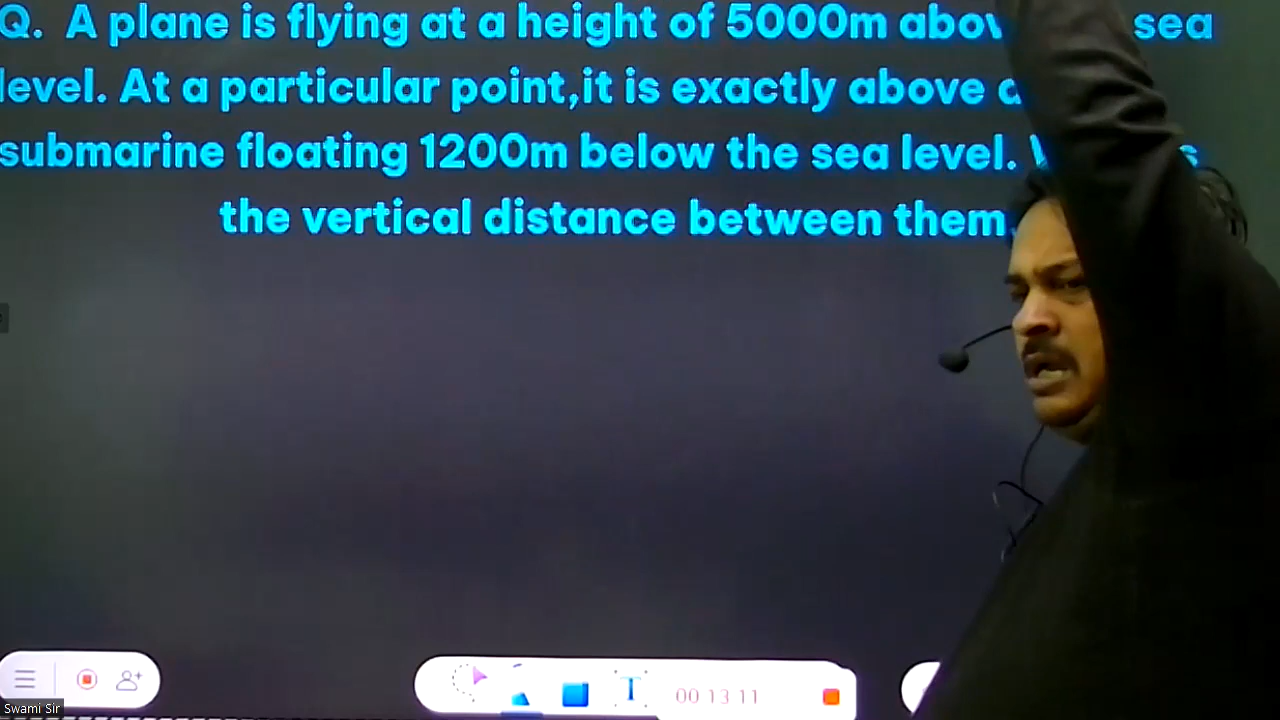 Q. A plane is flying at a height of 5000m above sea
level. At a particular point,it is exactly above a
submarine floating 1200m below the sea level.
the vertical distance between them
T
00 13 11
Swami Sir